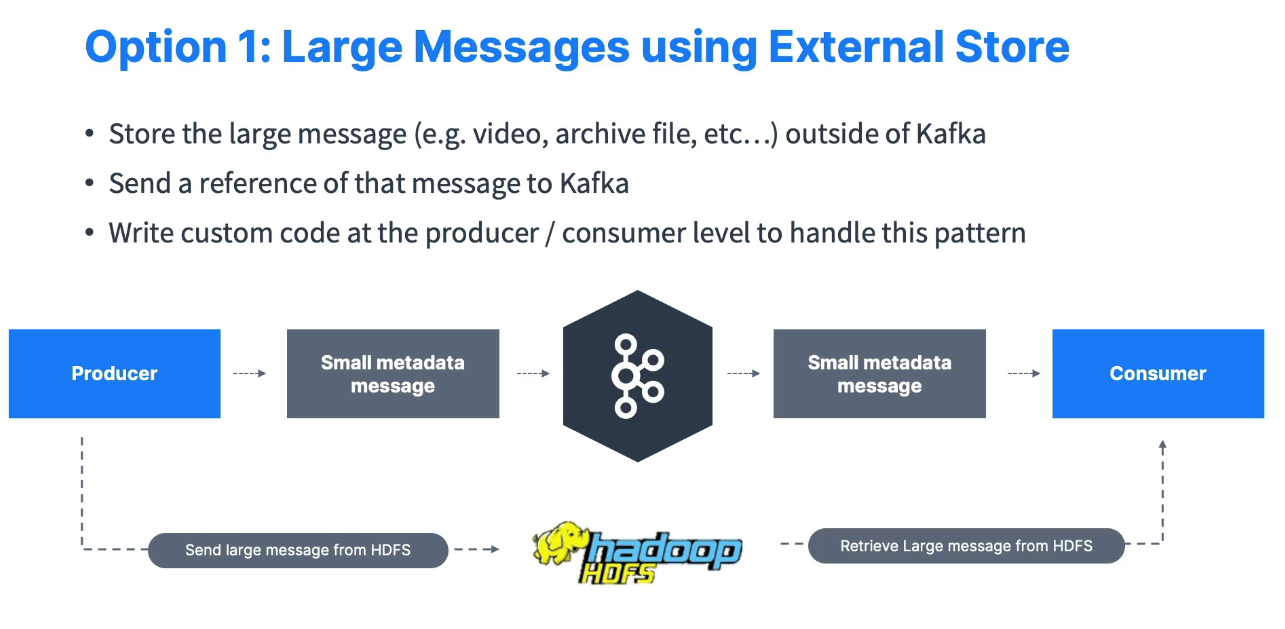 Option 1: Large Messages using External Store
• Store the large message (e.g. video, archive file, etc...) outside of Kafka
• Send a reference of that message to Kafka
• Write custom code at the producer / consumer level to handle this pattern
Producer
Small metadata
message
Small metadata
message
Consumer
Send large message from HDFS
hadoop
HDFS
Retrieve Large message from HDFS